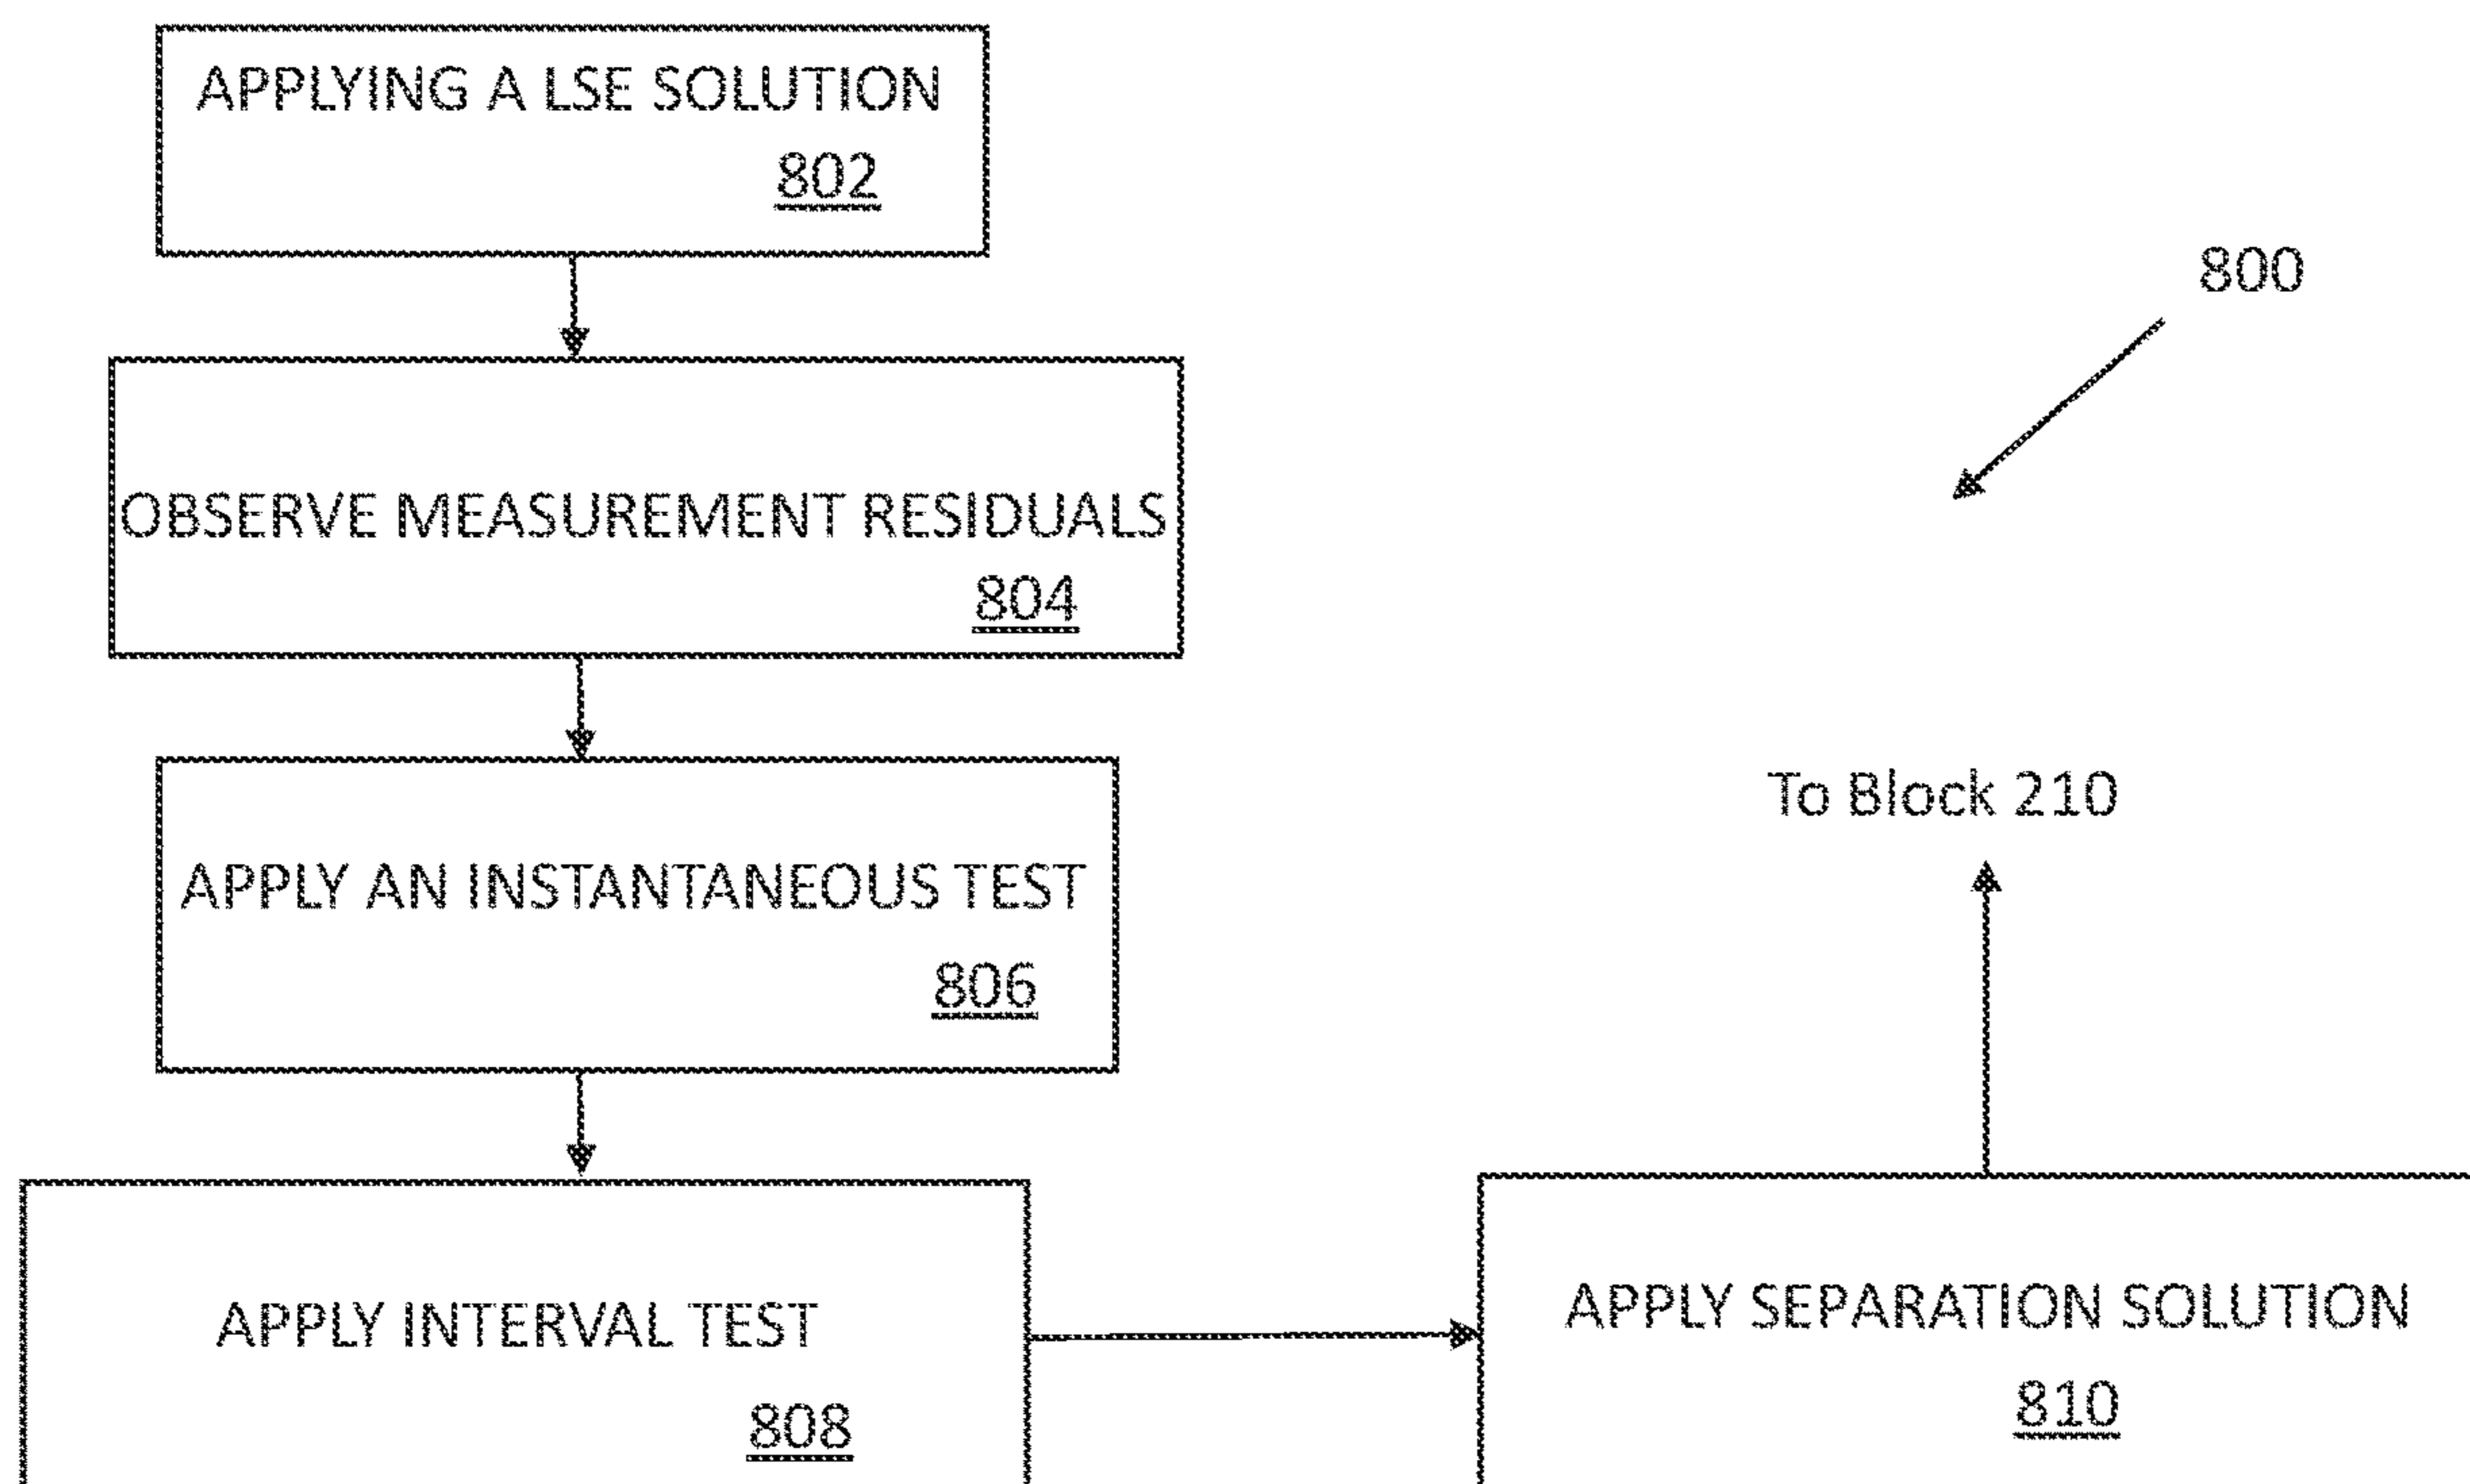 APPLYING A LSE SOLUTION
802
800
OBSERVE MEASUREMENT RESIDUALS
804
To Block 210
APPLY AN INSTANTANEOUS TEST
806
APPLY INTERVAL TEST
808
APPLY SEPARATION SOLUTION
810